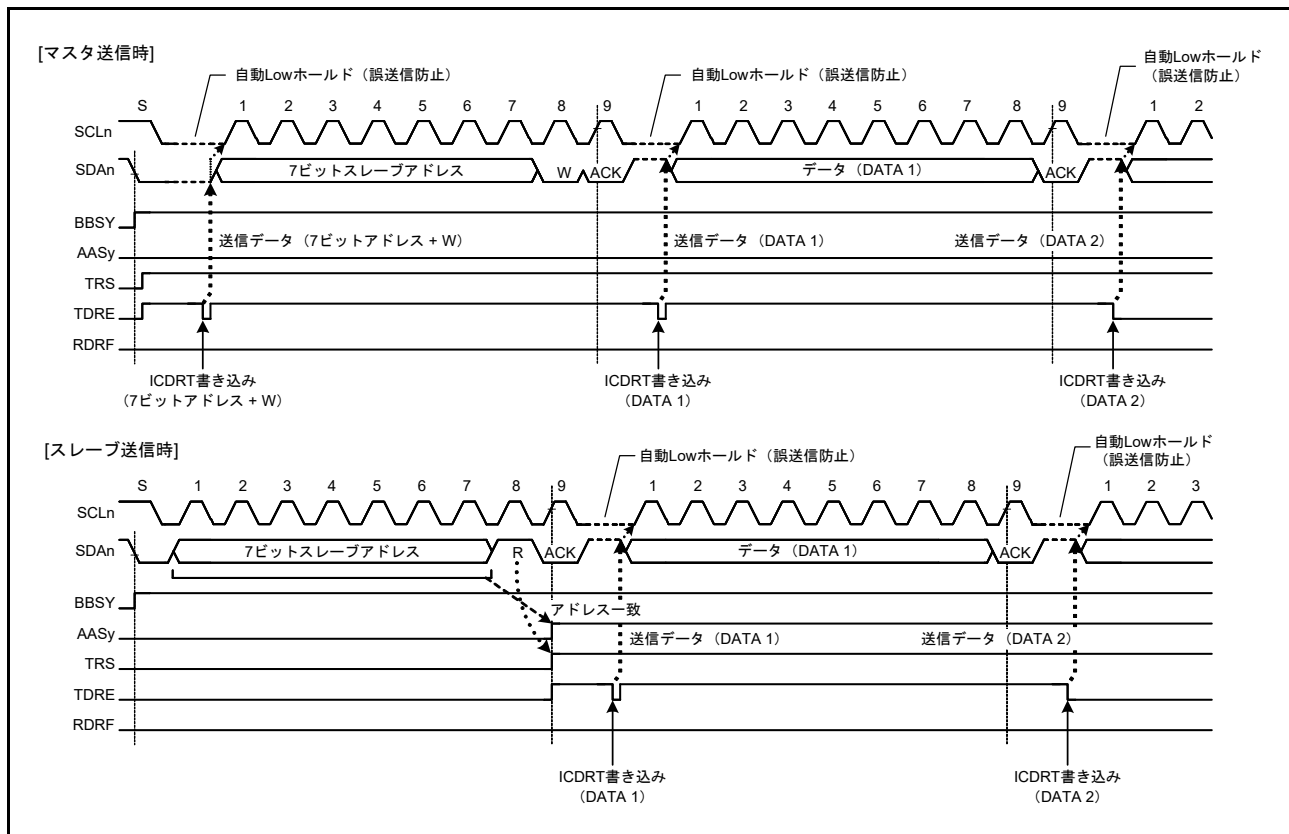 [マスタ送信時]
自動Lowホールド（誤送信防止）
自動Lowホールド（誤送信防止）
自動Lowホールド
（誤送信防止）
S 1 2 3 4 5 6 7 8 9 1 2 3 4 5 6 7 8 9 1 2
SCLn
SDAn 7ビットスレーブアドレス W ACK データ（DATA 1） ACK
BBSY
送信データ（7ビットアドレス + W） 送信データ（DATA 1） 送信データ（DATA 2）
AASy
TRS
TDRE
RDRF
ICDRT書き込み
（7ビットアドレス + W）
ICDRT書き込み
（DATA 1）
ICDRT書き込み
（DATA 2）
[スレーブ送信時]
自動Lowホールド（誤送信防止）
自動Lowホールド
（誤送信防止）
S 1 2 3 4 5 6 7 8 9 1 2 3 4 5 6 7 8 9 1 2 3
SCLn
SDAn 7ビットスレーブアドレス R ACK データ（DATA 1） ACK
BBSY
アドレス一致
AASy
送信データ（DATA 1） 送信データ（DATA 2）
TRS
TDRE
RDRF
ICDRT書き込み
（DATA 1）
ICDRT書き込み
（DATA 2）